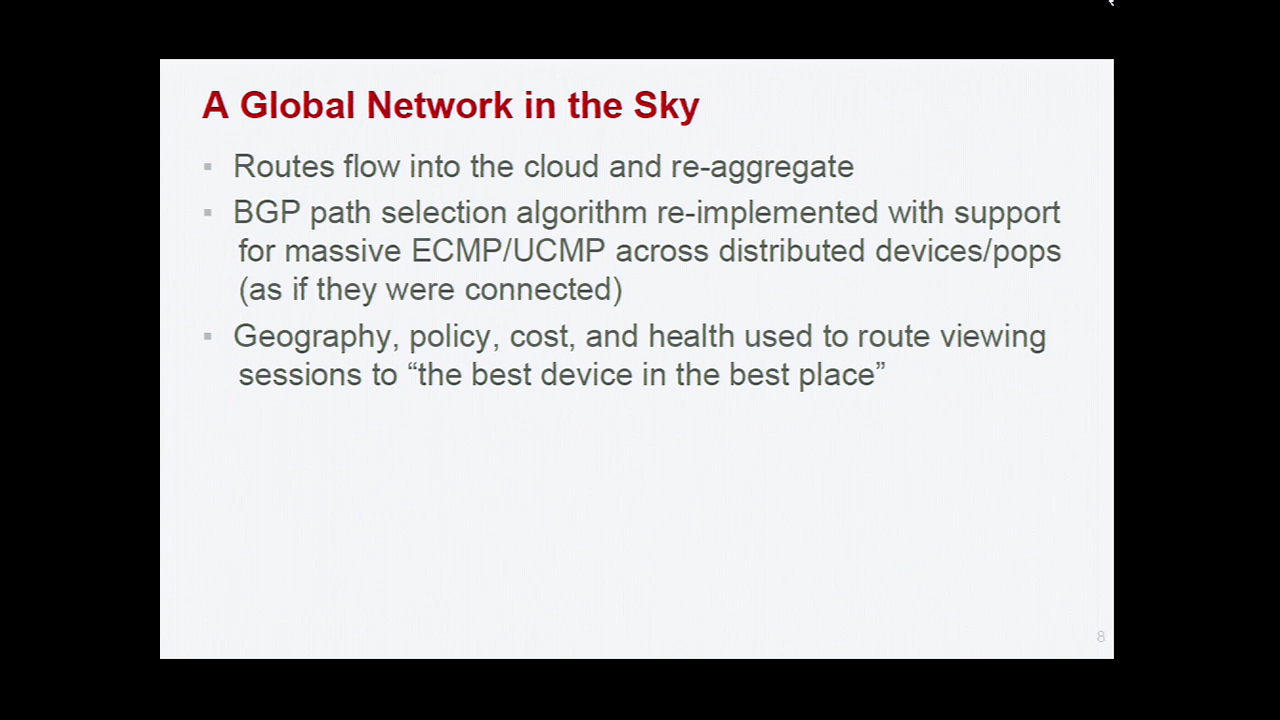 A Global Network in the Sky
▪ Routes flow into the cloud and re-aggregate
▪ BGP path selection algorithm re-implemented with support
for massive ECMP/UCMP across distributed devices/pops
(as if they were connected)
▪ Geography, policy, cost, and health used to route viewing
sessions to “the best device in the best place”
8